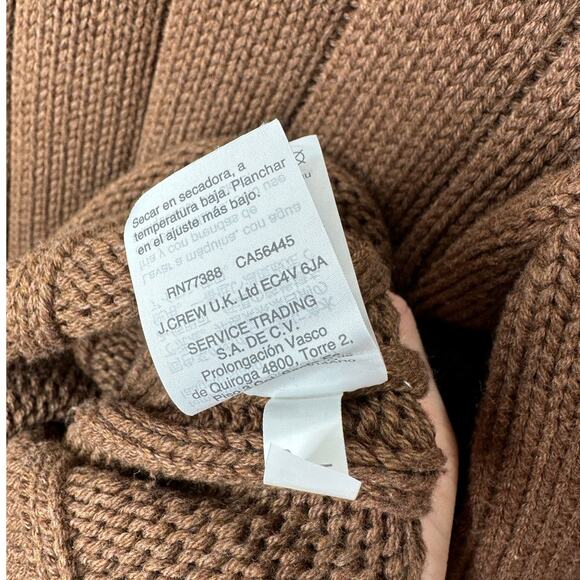 Secar en secadora, a
temperatura baja. Planchar
en el ajuste más bajo.
RN77388 CA56445
J.CREW U.K. Ltd EC4V 6JA
SERVICE TRADING
S.A. DE C.V.
Prolongación Vasco
de Quiroga 4800, Torre 2,